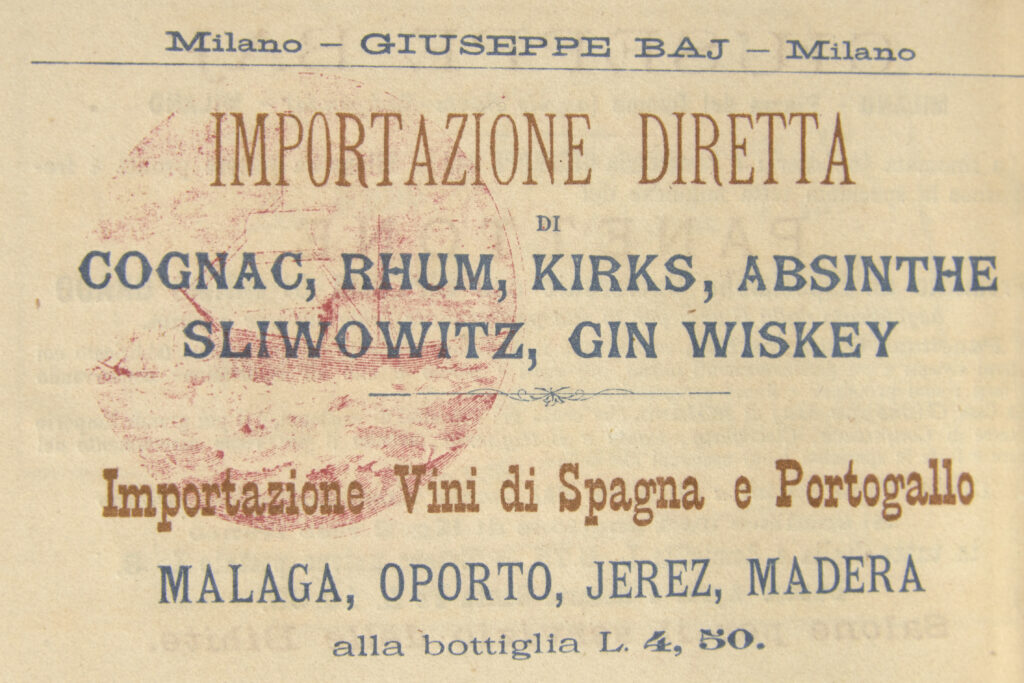 Milano – GIUSEPPE BAJ – Milano
IMPORTAZIONE DIRETTA
DI
COGNAC, RHUM, KIRKS, ABSINTHE
SLIWOWITZ, GIN WISKEY
Importazione Vini di Spagna e Portogallo
MALAGA, OPORTO, JEREZ, MADERA
alla bottiglia L. 4, 50.